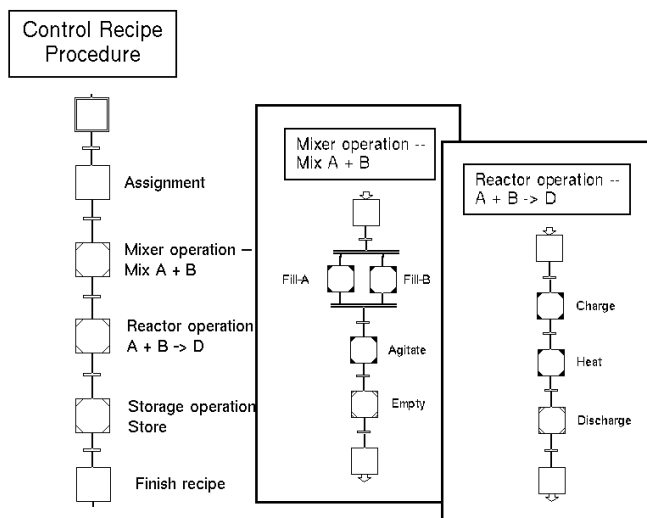 Control Recipe
Procedure
Assignment
Mixer operation –
Mix A + B
Reactor operation
A + B -> D
Storage operation
Store
Finish recipe
Mixer operation --
Mix A + B
Fill-A
Fill-B
Agitate
Empty
Reactor operation --
A + B -> D
Charge
Heat
Discharge